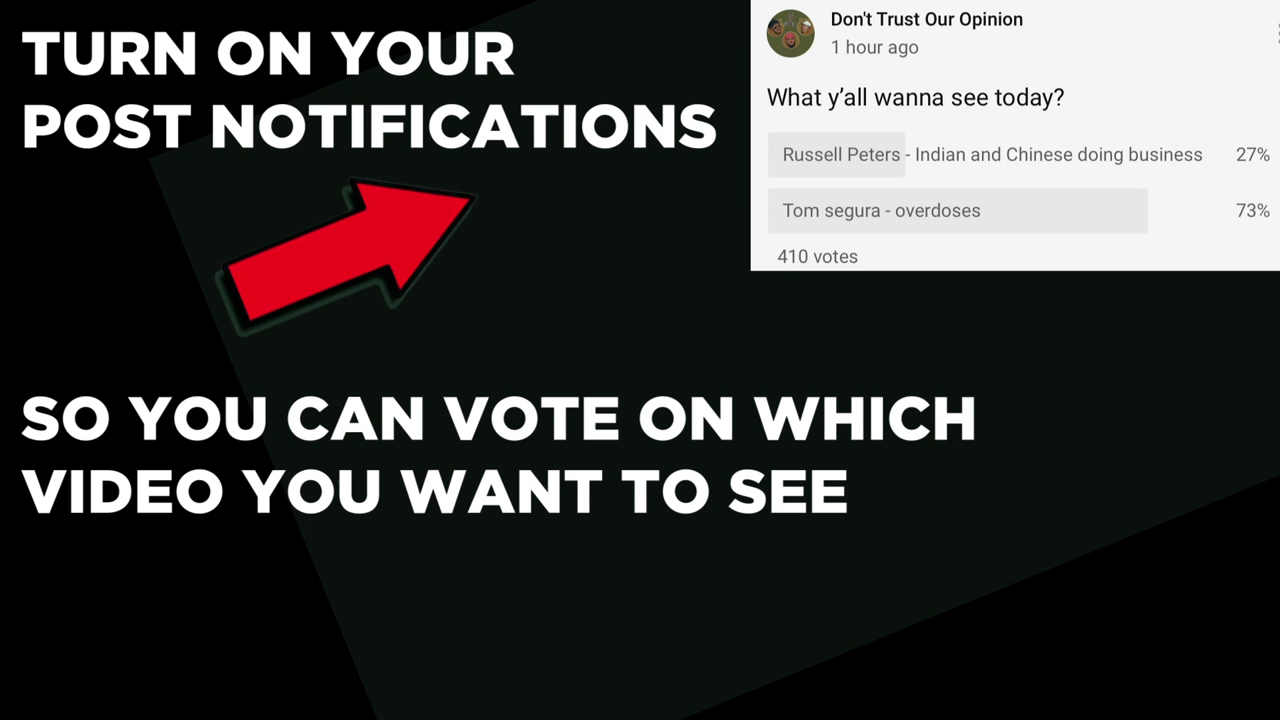 TURN ON YOUR
POST NOTIFICATIONS
Don't Trust Our Opinion
1 hour ago
What y’all wanna see today?
Russell Peters - Indian and Chinese doing business 27%
Tom segura - overdoses 73%
410 votes
SO YOU CAN VOTE ON WHICH
VIDEO YOU WANT TO SEE